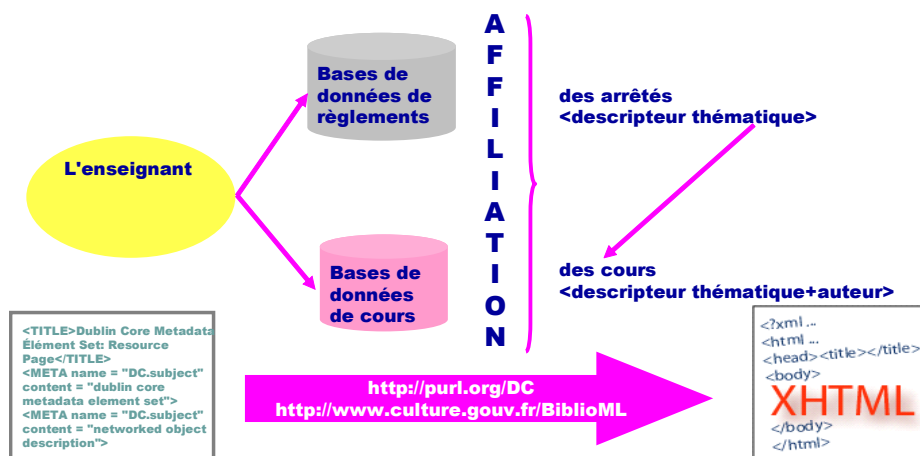 L'enseignant
Bases de
données de
règlements
Bases de
données
de cours
A
F
F
I
L
I
A
T
I
O
N
des arrêtés
<descripteur thématique>
des cours
<descripteur thématique+auteur>
<TITLE>Dublin Core Metadata
Élément Set: Resource
Page</TITLE>
<META name = "DC.subject"
content = "dublin core
metadata element set">
<META name = "DC.subject"
content = "networked object
description">
http://purl.org/DC
http://www.culture.gouv.fr/BiblioML
<?xml ...
<html ...
<head><title></title>
<body>
XHTML
</body>
</html>